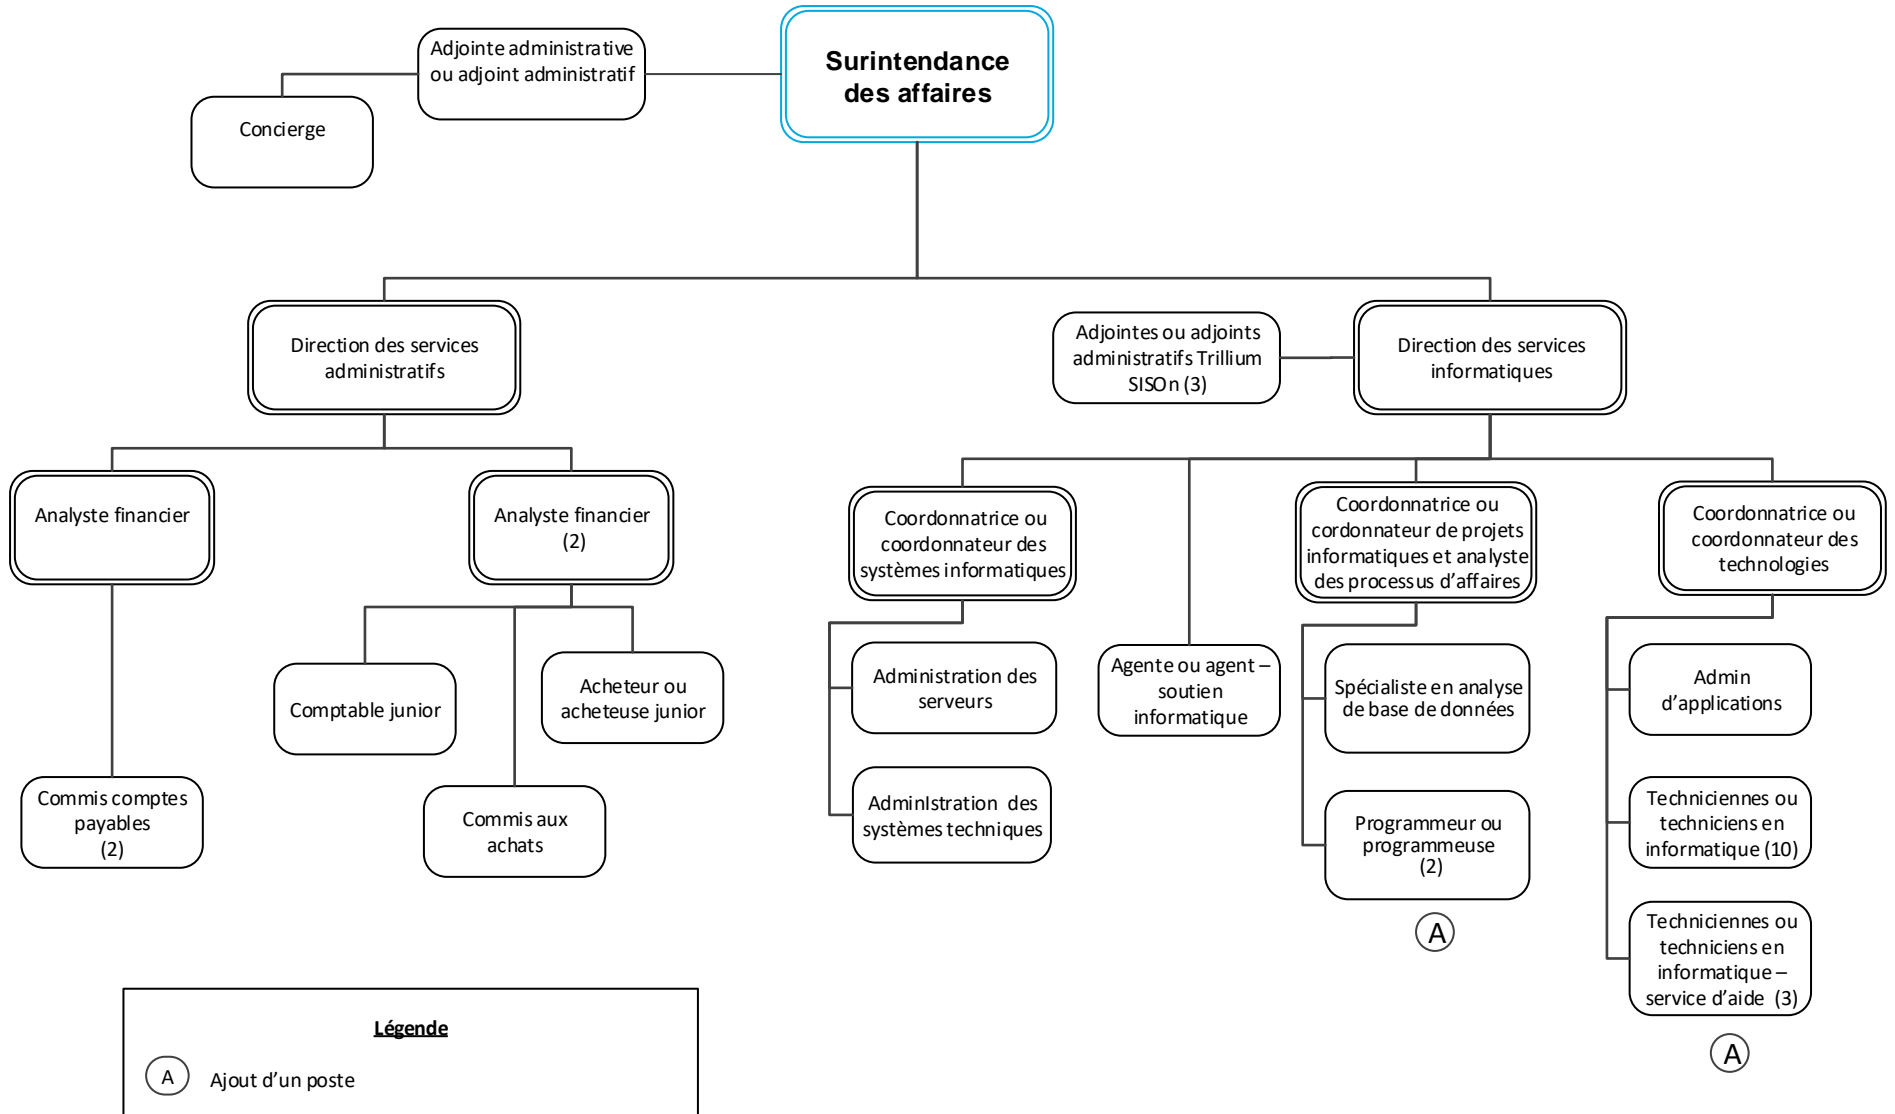 Adjointe administrative
ou adjoint administratif
Surintendance
des affaires
Concierge
Direction des services
administratifs
Adjointes ou adjoints
administratifs Trillium
SISOn (3)
Direction des services
informatiques
Analyste financier
Analyste financier
(2)
Coordonnatrice ou
coordonnateur des
systèmes informatiques
Coordonnatrice ou
cordonnateur de projets
informatiques et analyste
des processus d’affaires
Coordonnatrice ou
coordonnateur des
technologies
Comptable junior
Acheteur ou
acheteuse junior
Administration des
serveurs
Agente ou agent –
soutien
informatique
Spécialiste en analyse
de base de données
Admin
d’applications
Commis comptes
payables
(2)
Commis aux
achats
AdminIstration des
systèmes techniques
Programmeur ou
programmeuse
(2)
A
Techniciennes ou
techniciens en
informatique (10)
Techniciennes ou
techniciens en
informatique –
service d’aide (3)
A
Légende
A Ajout d’un poste